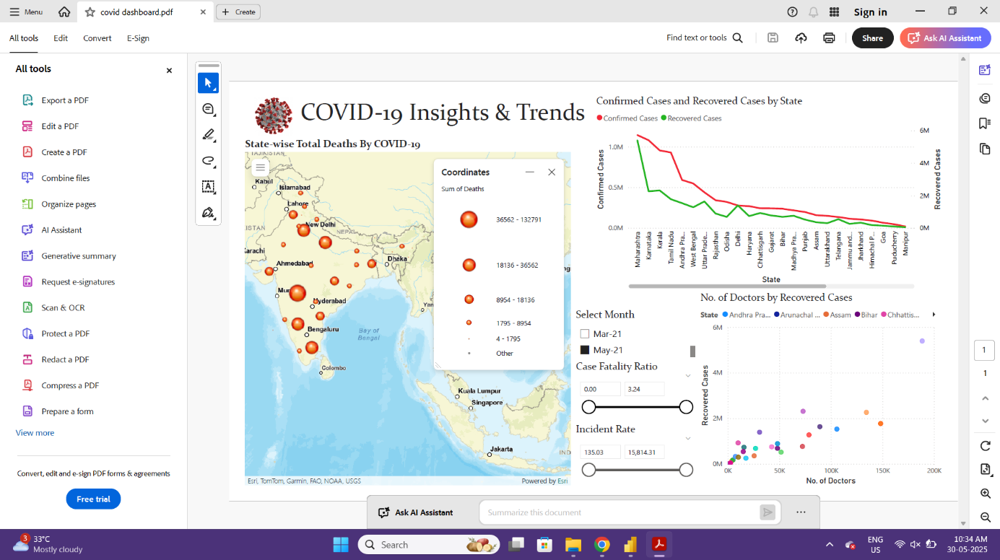 Menu
covid dashboard.pdf
Create
Sign in
All tools
Edit
Convert
E-Sign
Find text or tools
Share
Ask AI Assistant
All tools
Export a PDF
Edit a PDF
Create a PDF
Combine files
Organize pages
AI Assistant
Generative summary
Request e-signatures
Scan & OCR
Protect a PDF
Redact a PDF
Compress a PDF
Prepare a form
View more
Convert, edit and e-sign PDF forms & agreements
Free trial
COVID-19 Insights & Trends
State-wise Total Deaths By COVID-19
TAJIKISTAN
Kabul
Islamabad
Lahore
New Delhi
ISTAN
NEPAL
arachi
Ahmedabad
Dhaka
Mum
Hyderabad
Yan
Bengaluru
Bay of
Bengal
Colombo
Kuala Lumpur
Singapore
Jakarta
IND
Esri, TomTom, Garmin, FAO, NOAA, USGS
Powered by Esri
Coordinates
Sum of Deaths
36562 - 132791
18136 - 36562
8954 - 18136
1795 - 8954
4 - 1795
Other
Confirmed Cases and Recovered Cases by State
Confirmed Cases
Recovered Cases
Confirmed Cases
1.0M
0.5M
0.0M
6M
4M
2M
0M
Recovered Cases
Maharashtra
Karnataka
Kerala
Tamil Nadu
Andhra Pra...
West Bengal
Uttar Prade...
Rajasthan
Odisha
Delhi
Haryana
Chhattisgarh
Gujarat
Bihar
Madhya Pra...
Punjab
Assam
Uttarakhand
Telangana
Jammu and...
Jharkhand
Himachal P...
Goa
Puducherry
Manipur
State
Select Month
Mar-21
May-21
Case Fatality Ratio
0.00
3.24
Incident Rate
135.03
15,814.31
No. of Doctors by Recovered Cases
State
Andhra Pra...
Arunachal ...
Assam
Bihar
Chhattis...
Recovered Cases
6M
4M
2M
0M
0K
50K
100K
150K
200K
No. of Doctors
1
1
Ask AI Assistant
Summarize this document
3
33°C
Mostly cloudy
Search
ENG
US
10:34 AM
30-05-2025